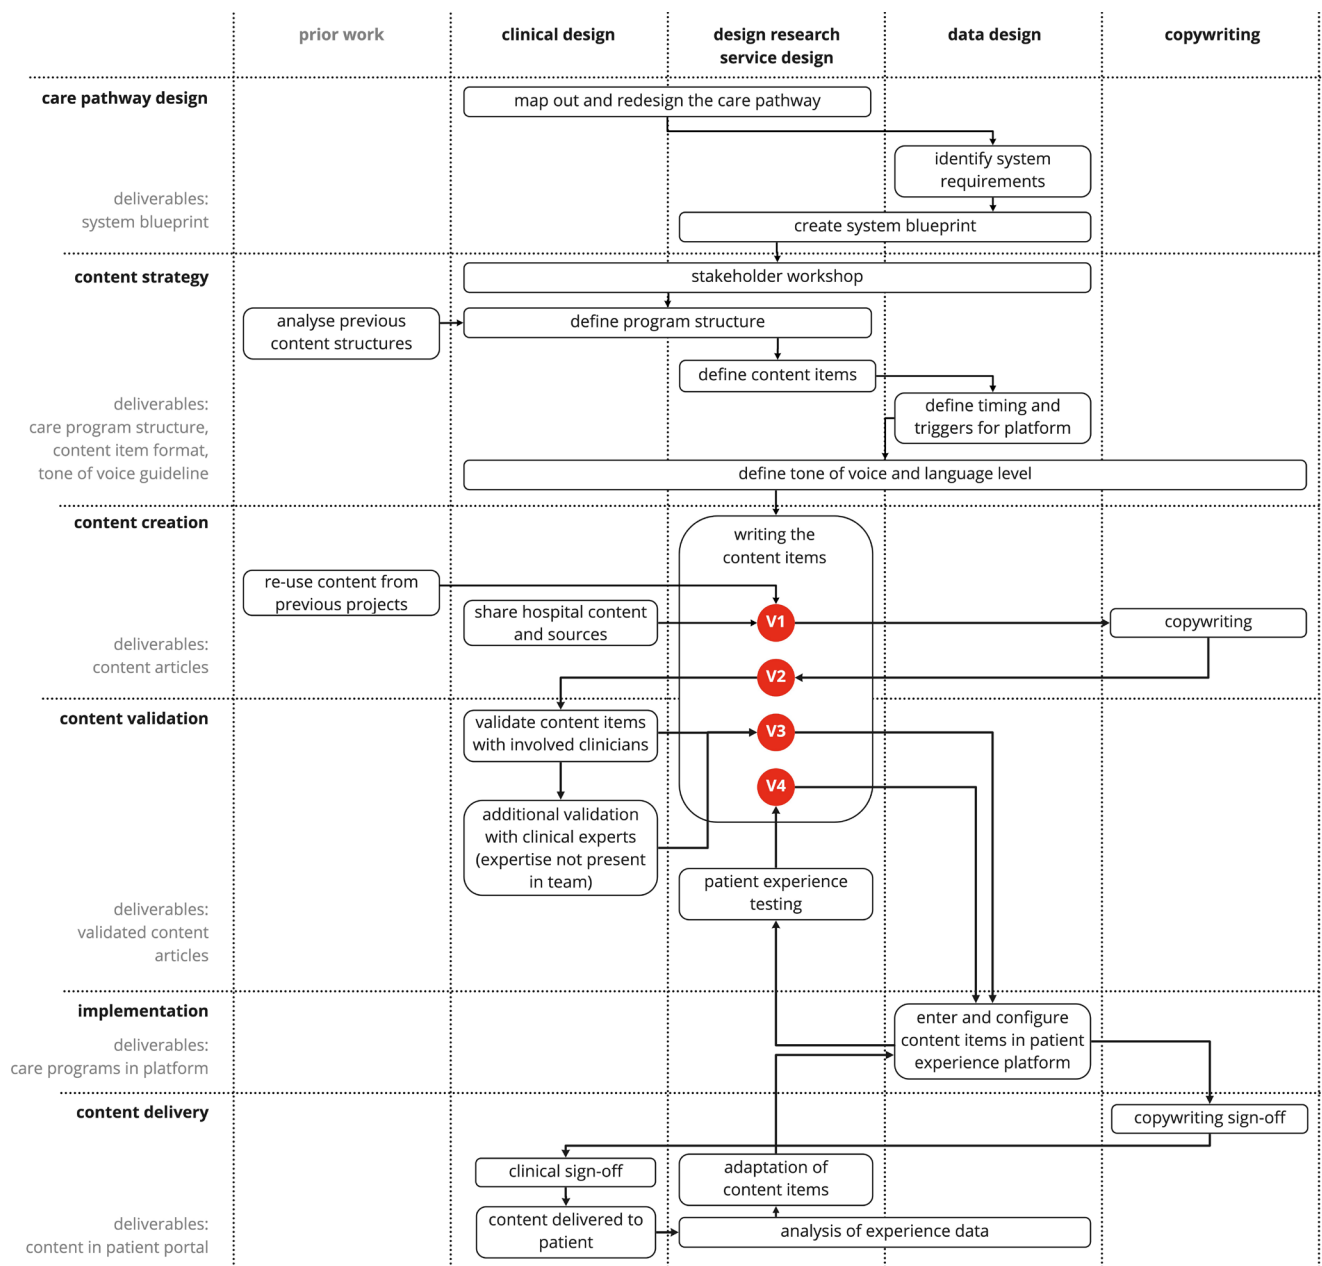 prior work
clinical design
design research
service design
data design
copywriting
care pathway design
map out and redesign the care pathway
identify system
requirements
deliverables:
system blueprint
create system blueprint
content strategy
stakeholder workshop
analyse previous
content structures
define program structure
define content items
deliverables:
care program structure,
content item format,
tone of voice guideline
define timing and
triggers for platform
define tone of voice and language level
content creation
writing the
content items
re-use content from
previous projects
share hospital content
and sources
V1
copywriting
deliverables:
content articles
V2
content validation
validate content items
with involved clinicians
V3
V4
additional validation
with clinical experts
(expertise not present
in team)
patient experience
testing
deliverables:
validated content
articles
implementation
enter and configure
content items in patient
experience platform
deliverables:
care programs in platform
content delivery
copywriting sign-off
clinical sign-off
adaptation of
content items
deliverables:
content in patient portal
content delivered to
patient
analysis of experience data